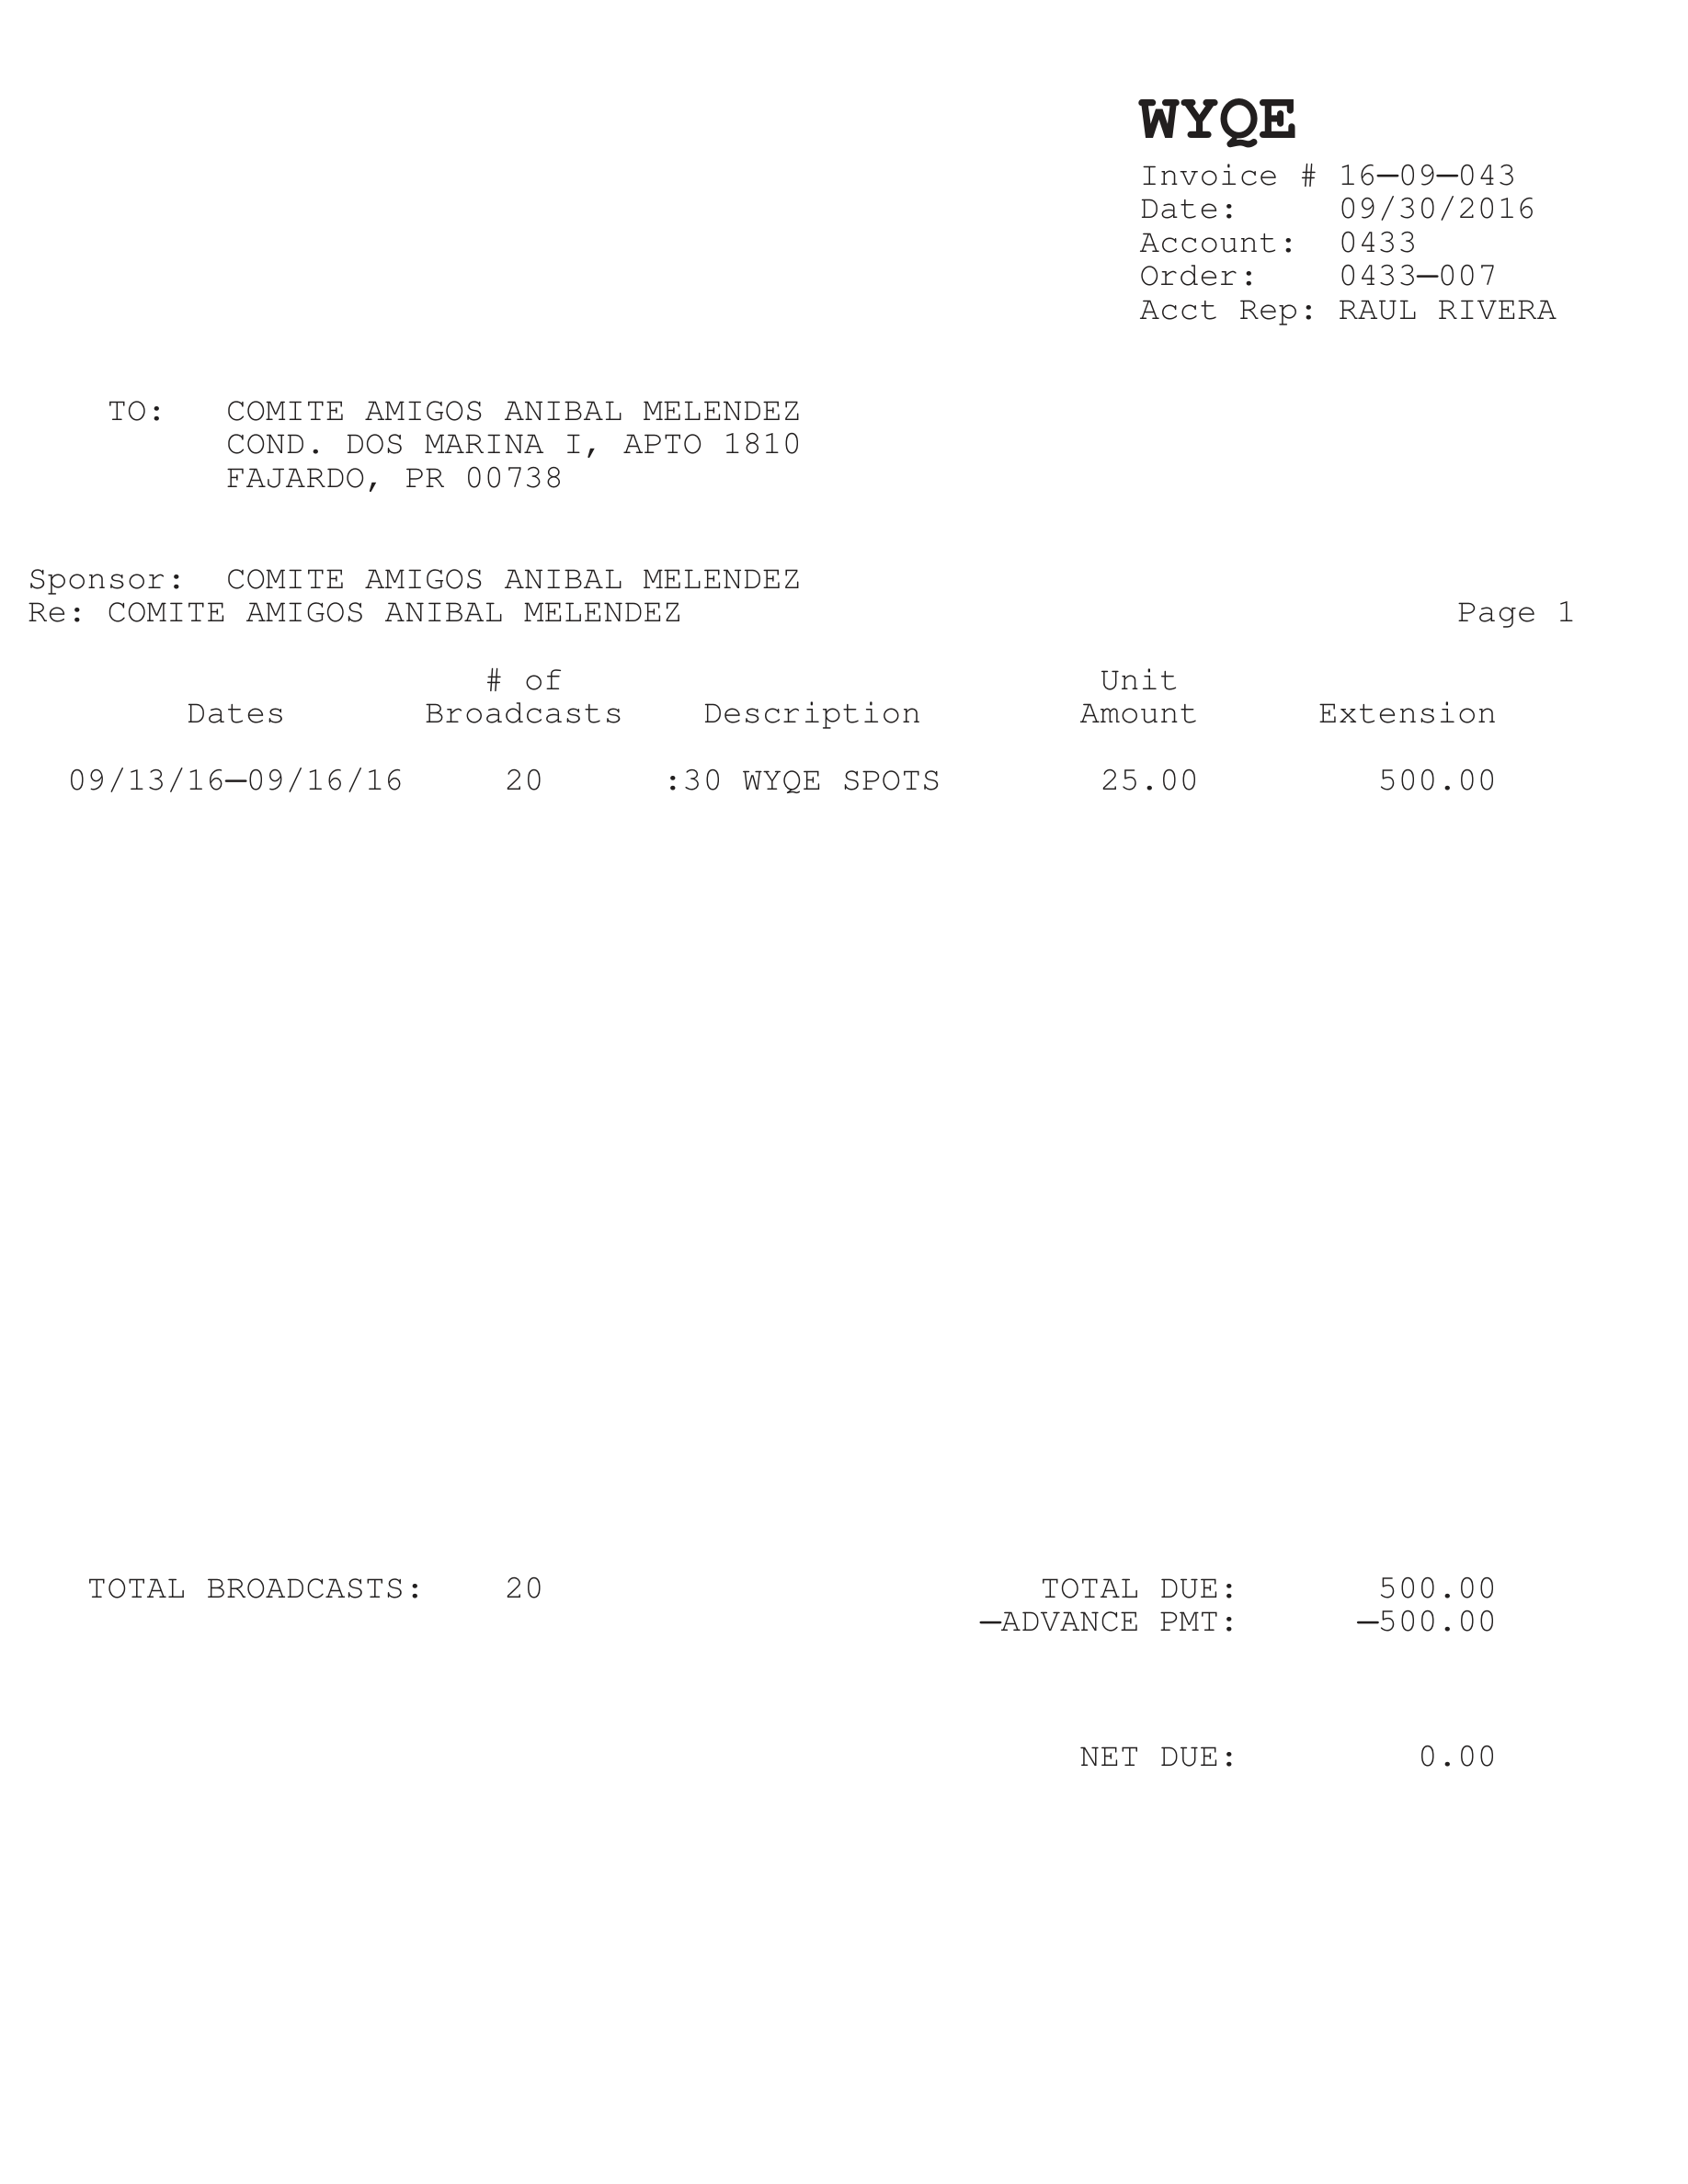 WYQE
Invoice # 16-09-043
Date: 09/30/2016
Account: 0433
Order: 0433-007
Acct Rep: RAUL RIVERA
TO: COMITE AMIGOS ANIBAL MELENDEZ
COND. DOS MARINA I, APTO 1810
FAJARDO, PR 00738
Sponsor: COMITE AMIGOS ANIBAL MELENDEZ
Re: COMITE AMIGOS ANIBAL MELENDEZ Page 1
# of Unit
Dates Broadcasts Description Amount Extension
09/13/16-09/16/16 20 :30 WYQE SPOTS 25.00 500.00
TOTAL BROADCASTS: 20 TOTAL DUE: 500.00
-ADVANCE PMT: -500.00
NET DUE: 0.00